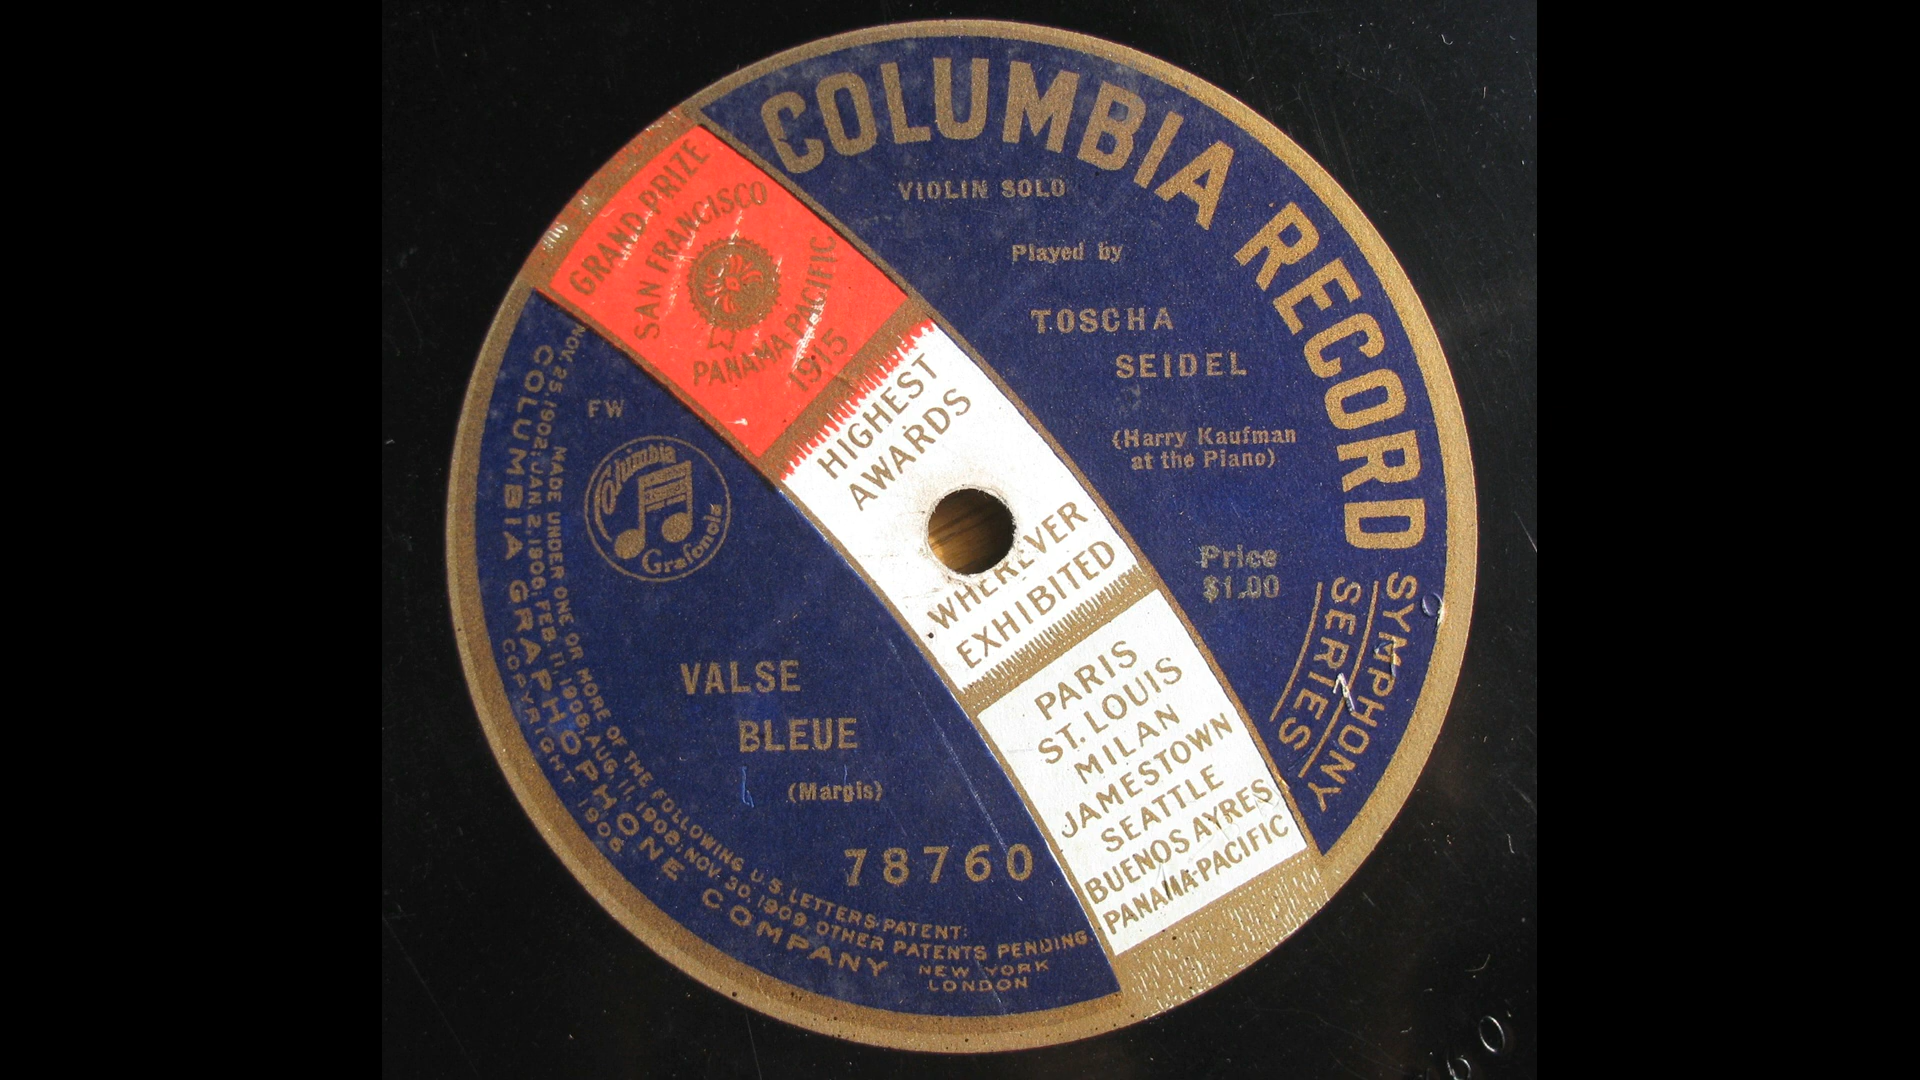 COLUMBIA RECORD
VIOLIN SOLO
Played by
TOSCHA
SEIDEL
(Harry Kaufman
at the Piano)
Price
$1.00
SYMPHONY
SERIES
GRAND PRIZE
SAN FRANCISCO
PANAMA-PACIFIC
1915
HIGHEST
AWARDS
WHEREVER
EXHIBITED
PARIS
ST. LOUIS
MILAN
JAMESTOWN
SEATTLE
BUENOS AYRES
PANAMA-PACIFIC
FW
Columbia
Grafonola
VALSE
BLEUE
(Margis)
78760
MADE UNDER ONE OR MORE OF THE FOLLOWING U.S. LETTERS PATENT:
NOV. 25, 1902; JAN. 2, 1906; FEB. 11, 1908; AUG. 11, 1908; NOV. 30, 1909, OTHER PATENTS PENDING.
COLUMBIA GRAPHOPHONE COMPANY
NEW YORK
LONDON
COPYRIGHT 1908